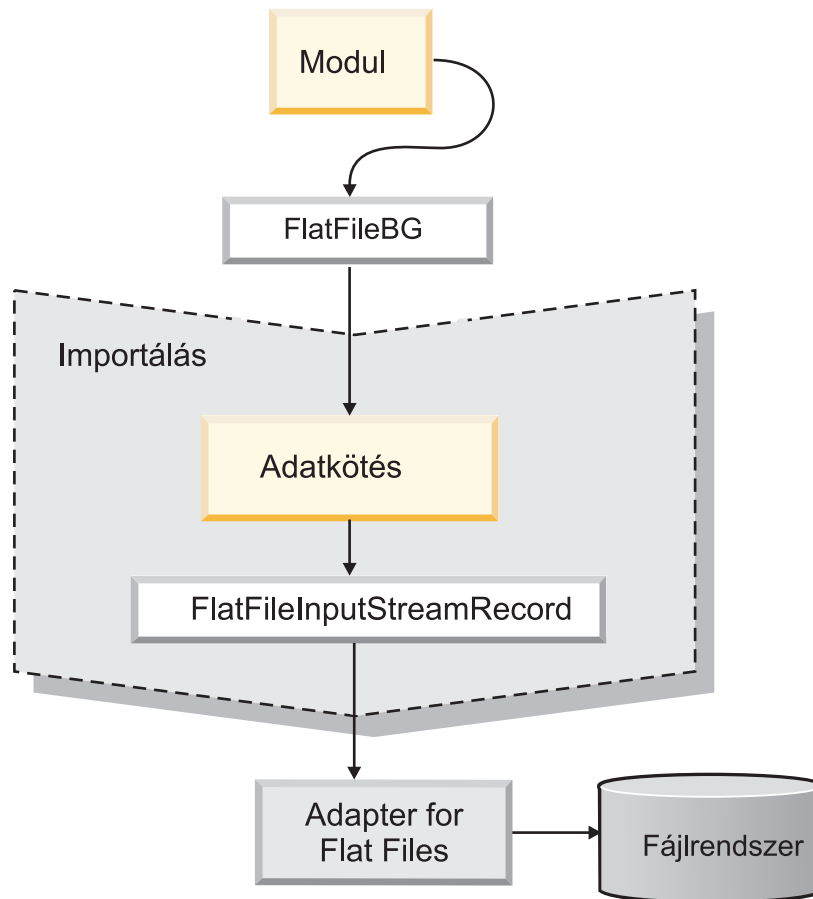 Modul
FlatFileBG
Importálás
Adatkötés
FlatFileInputStreamRecord
Adapter for
Flat Files
Fájlrendszer